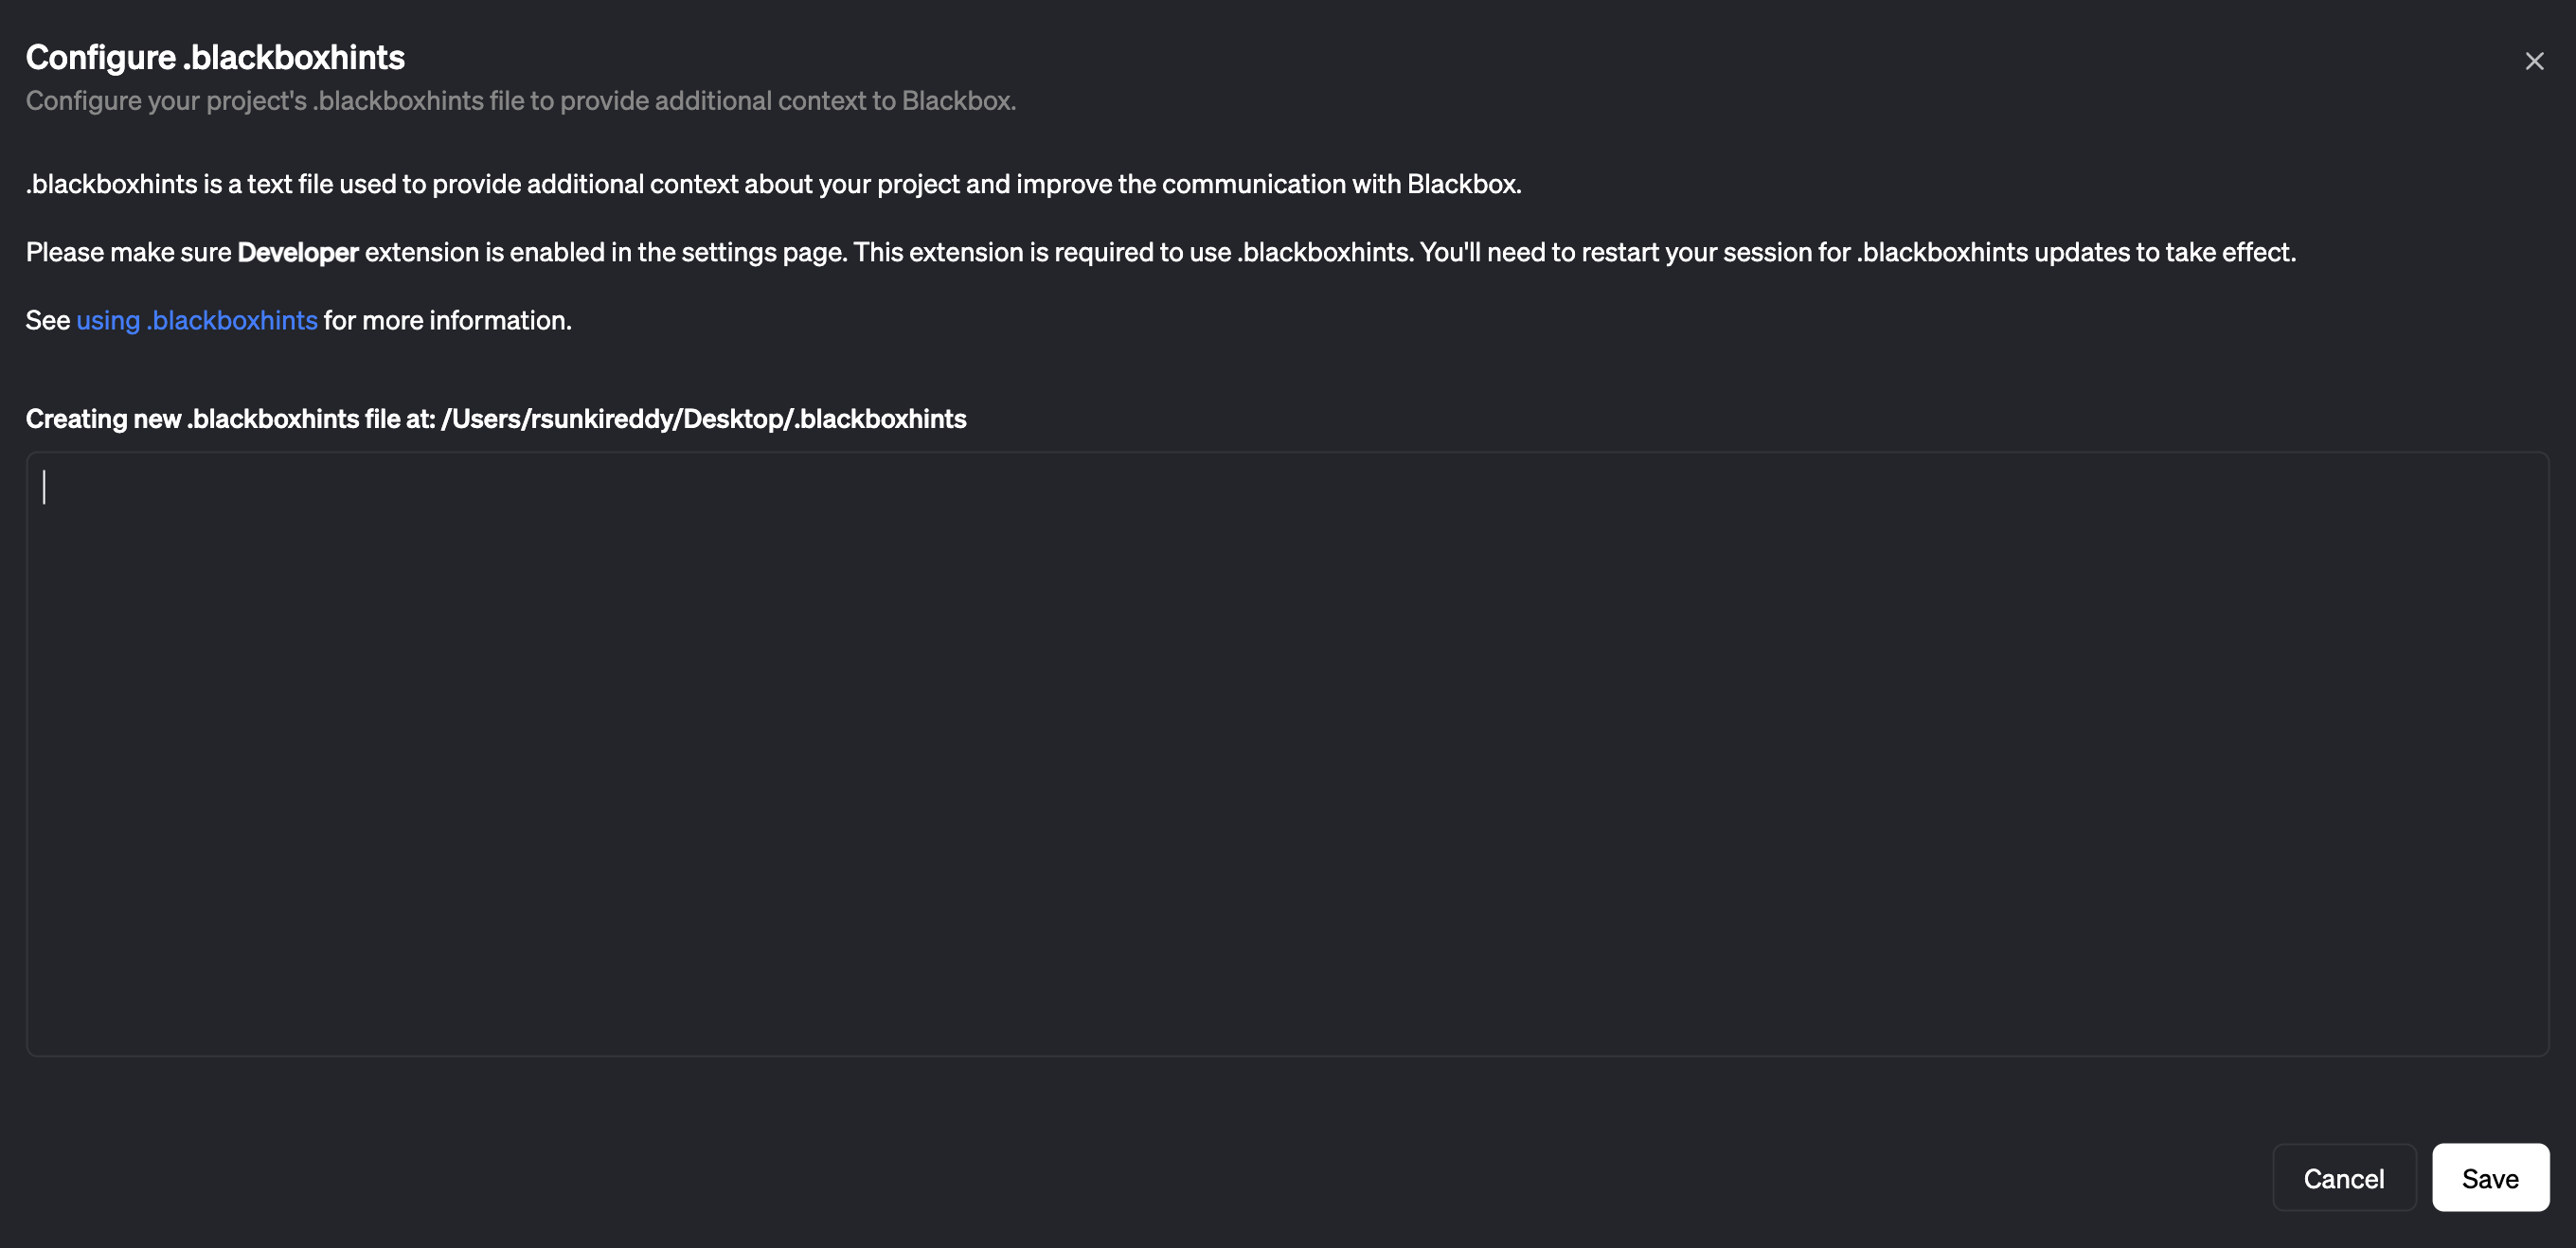 Configure .blackboxhints
Configure your project's .blackboxhints file to provide additional context to Blackbox.
.blackboxhints is a text file used to provide additional context about your project and improve the communication with Blackbox.
Please make sure Developer extension is enabled in the settings page. This extension is required to use .blackboxhints. You'll need to restart your session for .blackboxhints updates to take effect.
See using .blackboxhints for more information.
Creating new .blackboxhints file at: /Users/rsunkireddy/Desktop/.blackboxhints
Cancel
Save